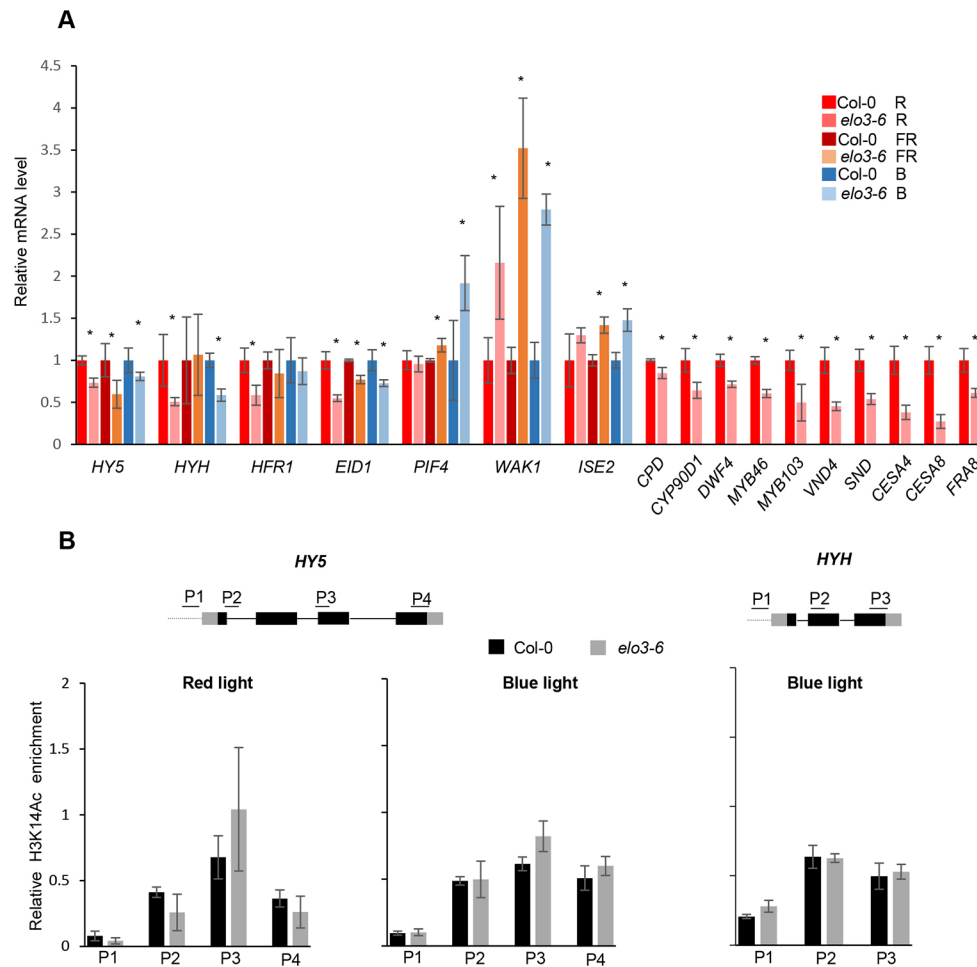 A
Relative mRNA level
4.5
4
3.5
3
2.5
2
1.5
1
0.5
0
Col-0 R
elo3-6 R
Col-0 FR
elo3-6 FR
Col-0 B
elo3-6 B
* * * * * * * * * * * * * * * * * * * * * * * * * *
HY5 HYH HFR1 EID1 PIF4 WAK1 ISE2 CPD CYP90D1 DWF4 MYB46 MYB103 VND4 SND CESA4 CESA8 FRA8
B
HY5
P1 P2 P3 P4
HYH
P1 P2 P3
Col-0 elo3-6
Relative H3K14Ac enrichment
Red light
2
1.5
1
0.5
0
P1 P2 P3 P4
Blue light
P1 P2 P3 P4
Blue light
P1 P2 P3